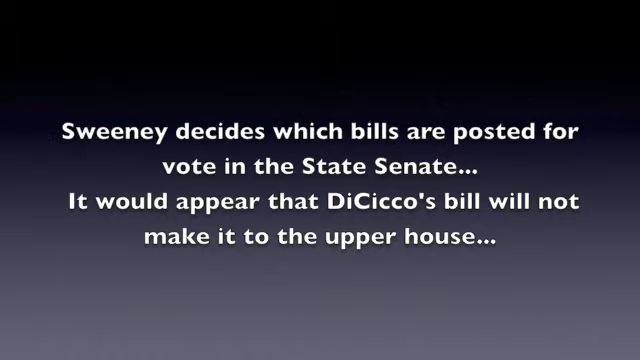 Sweeney decides which bills are posted for
vote in the State Senate...
It would appear that DiCicco's bill will not
make it to the upper house...